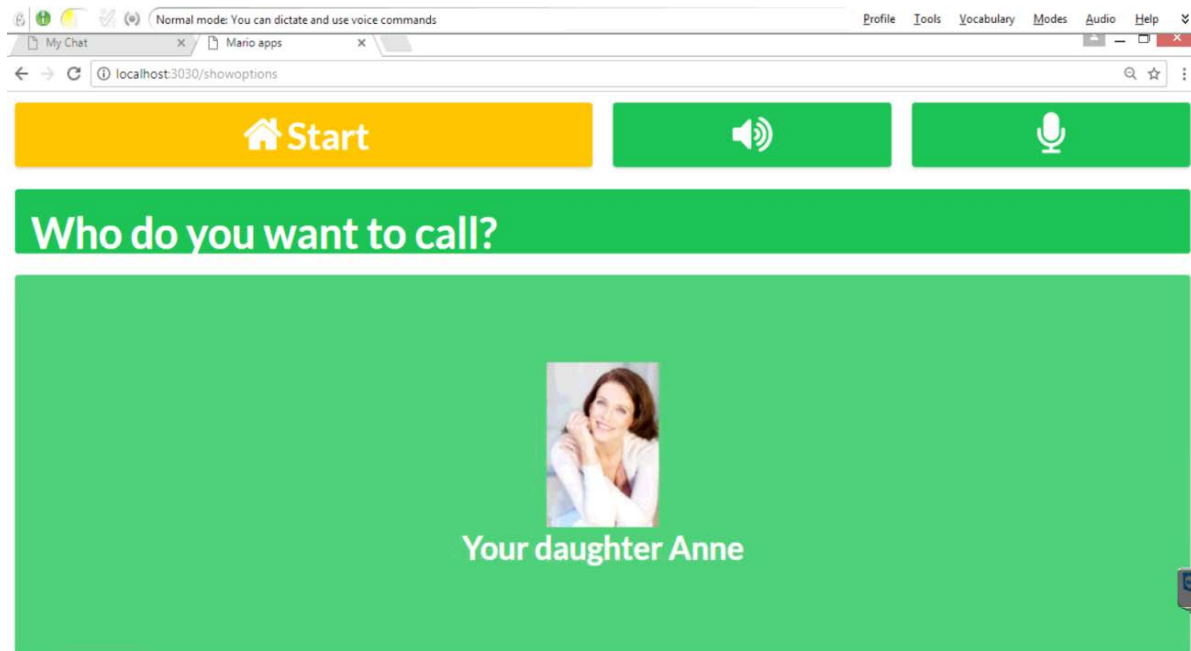 Normal mode: You can dictate and use voice commands
Profile Tools Vocabulary Modes Audio Help
My Chat Mario apps
localhost:3030/showoptions
Start
Who do you want to call?
Your daughter Anne